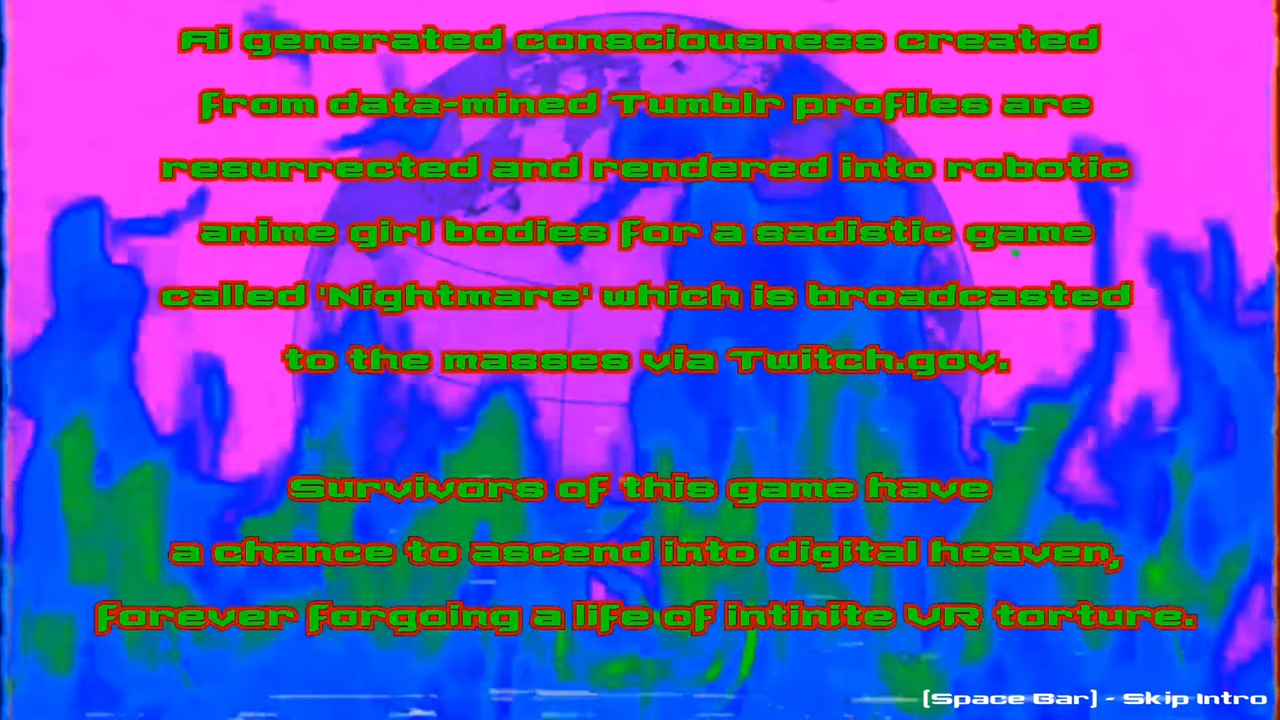 Ai generated consciousness created
from data-mined Tumblr profiles are
resurrected and rendered into robotic
anime girl bodies for a sadistic game
called 'Nightmare' which is broadcasted
to the masses via Twitch.gov.
Survivors of this game have
a chance to ascend into digital heaven,
forever forgoing a life of intinite VR torture.
[Space Bar] - Skip Intro